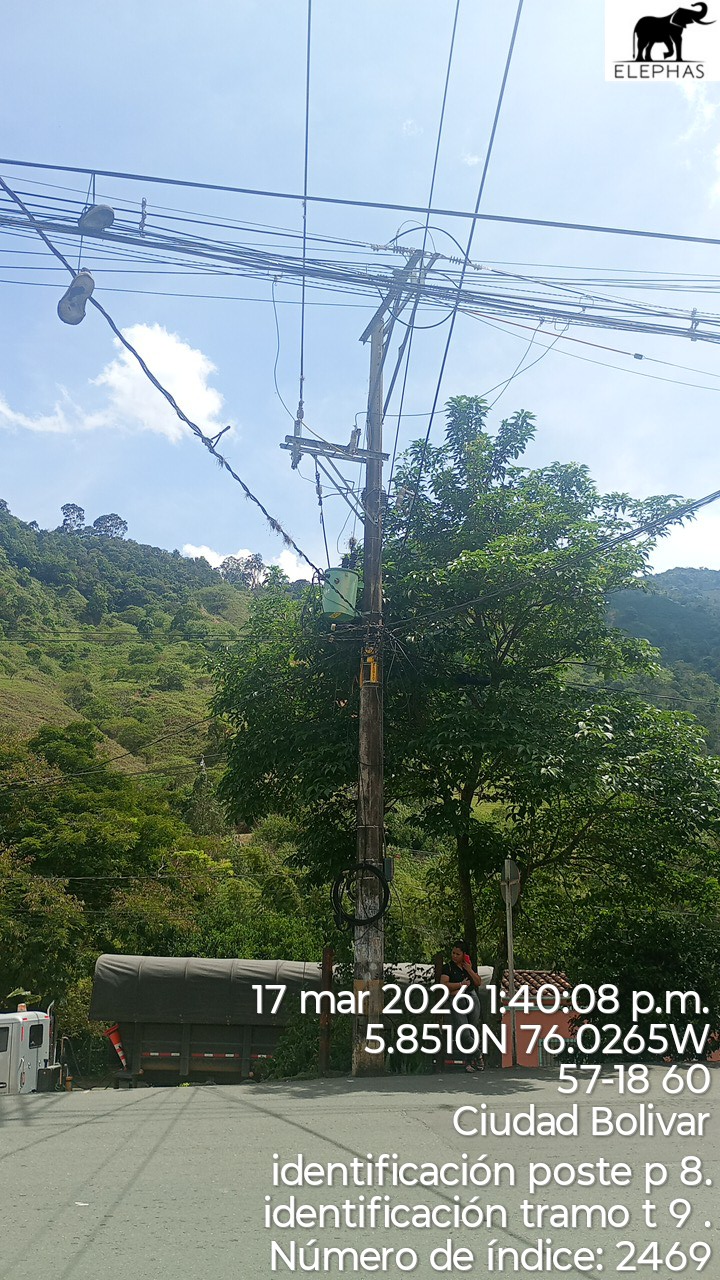 ELEPHAS
17 mar 2026 1:40:08 p.m.
5.8510N 76.0265W
57-18 60
Ciudad Bolivar
identificación poste p 8.
identificación tramo t 9 .
Número de índice: 2469